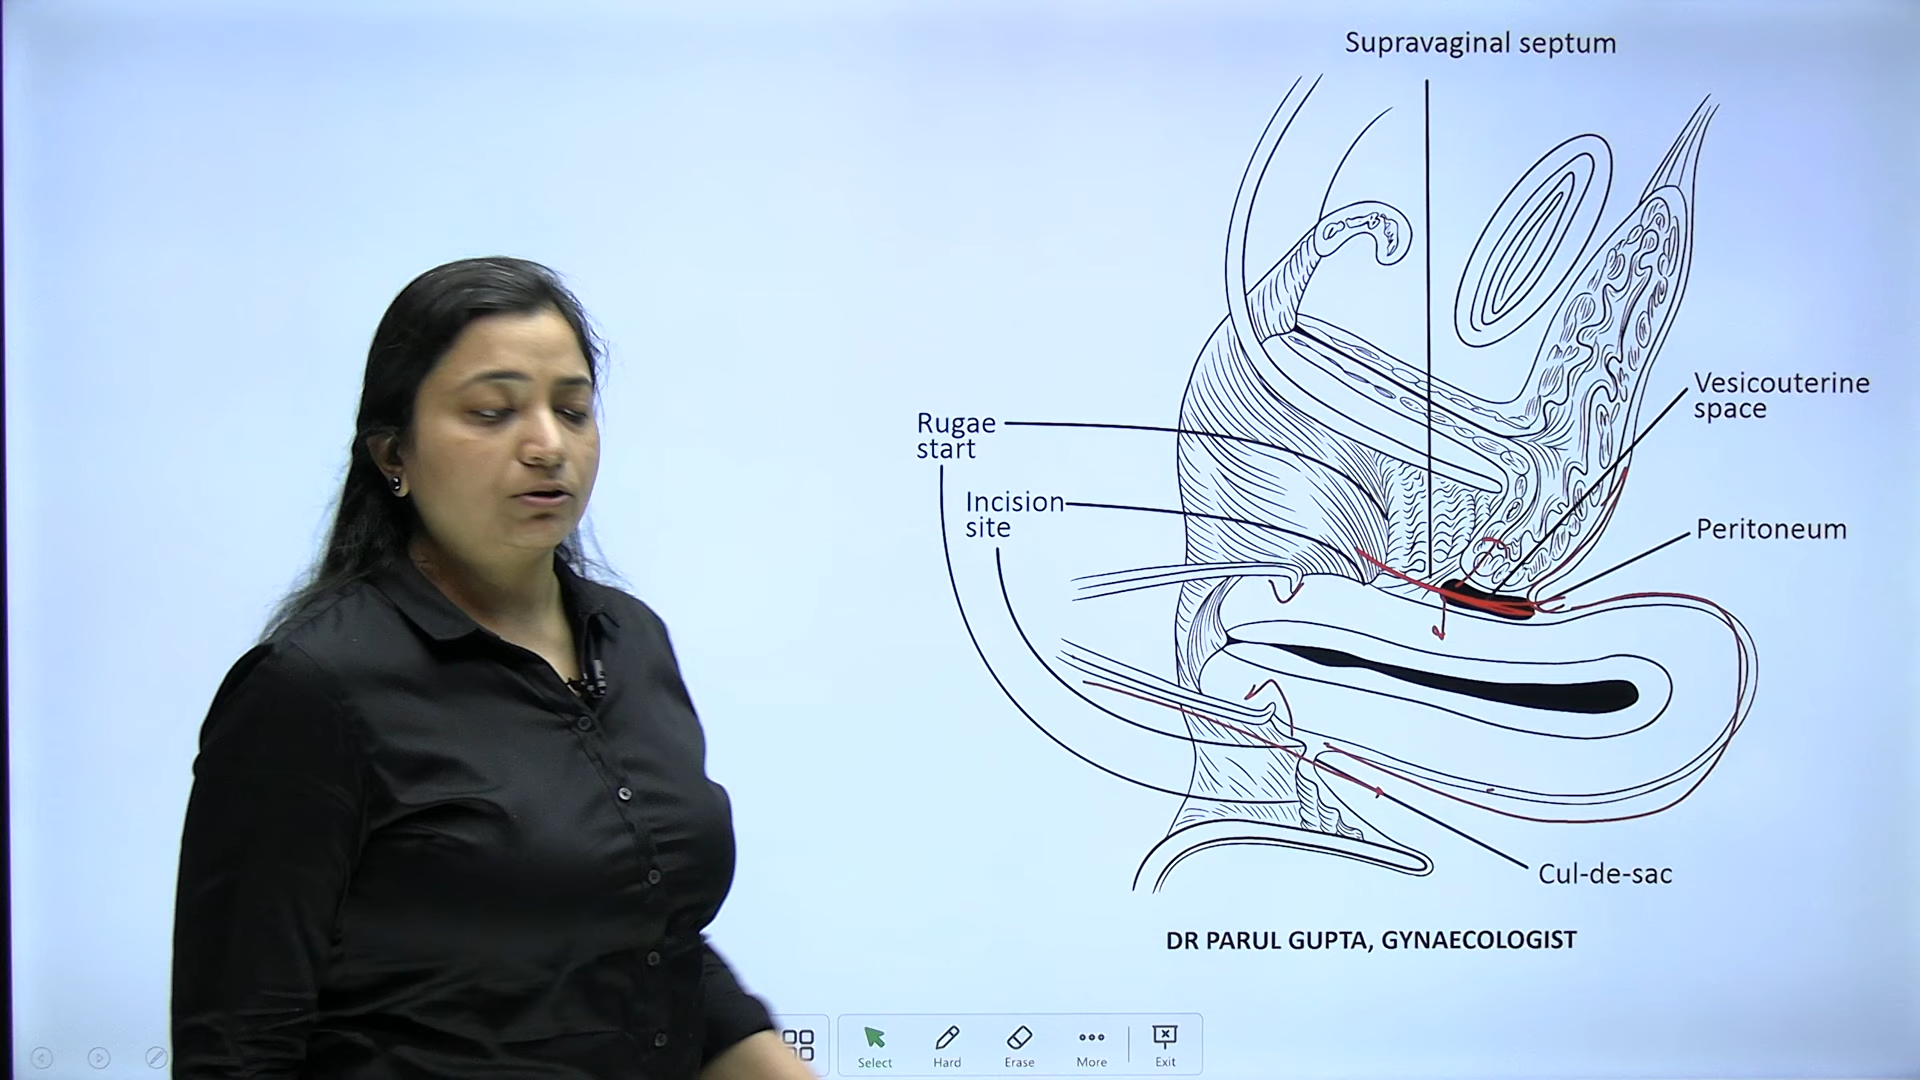 Supravaginal septum
Vesicouterine
space
Rugae
start
Incision
site
Peritoneum
Cul-de-sac
DR PARUL GUPTA, GYNAECOLOGIST
Select
Hard
Erase
More
Exit